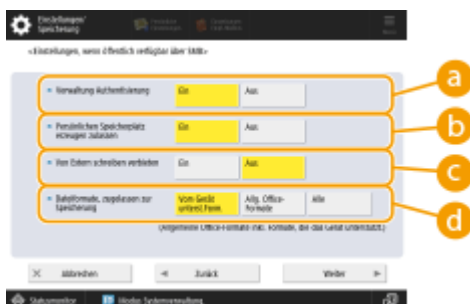 Einstellungen/
Speicherung
<Einstellungen, wenn öffentlich verfügbar über SMB>
Verwaltung Authentisierung
Ein
Aus
a
Persönlichen Speicherplatz
erzeugen zulassen
Ein
Aus
b
Von Extern schreiben verbieten
Ein
Aus
c
Dateiformate, zugelassen zur
Speicherung
Vom Gerät
unterst.Form.
Allg. Office-
Formate
Alle
d
(Allgemeine Office-Formate inkl. Formate, die das Gerät unterstützt.)
Abbrechen
Zurück
Weiter
Statusmonitor
Modus Systemverwaltung